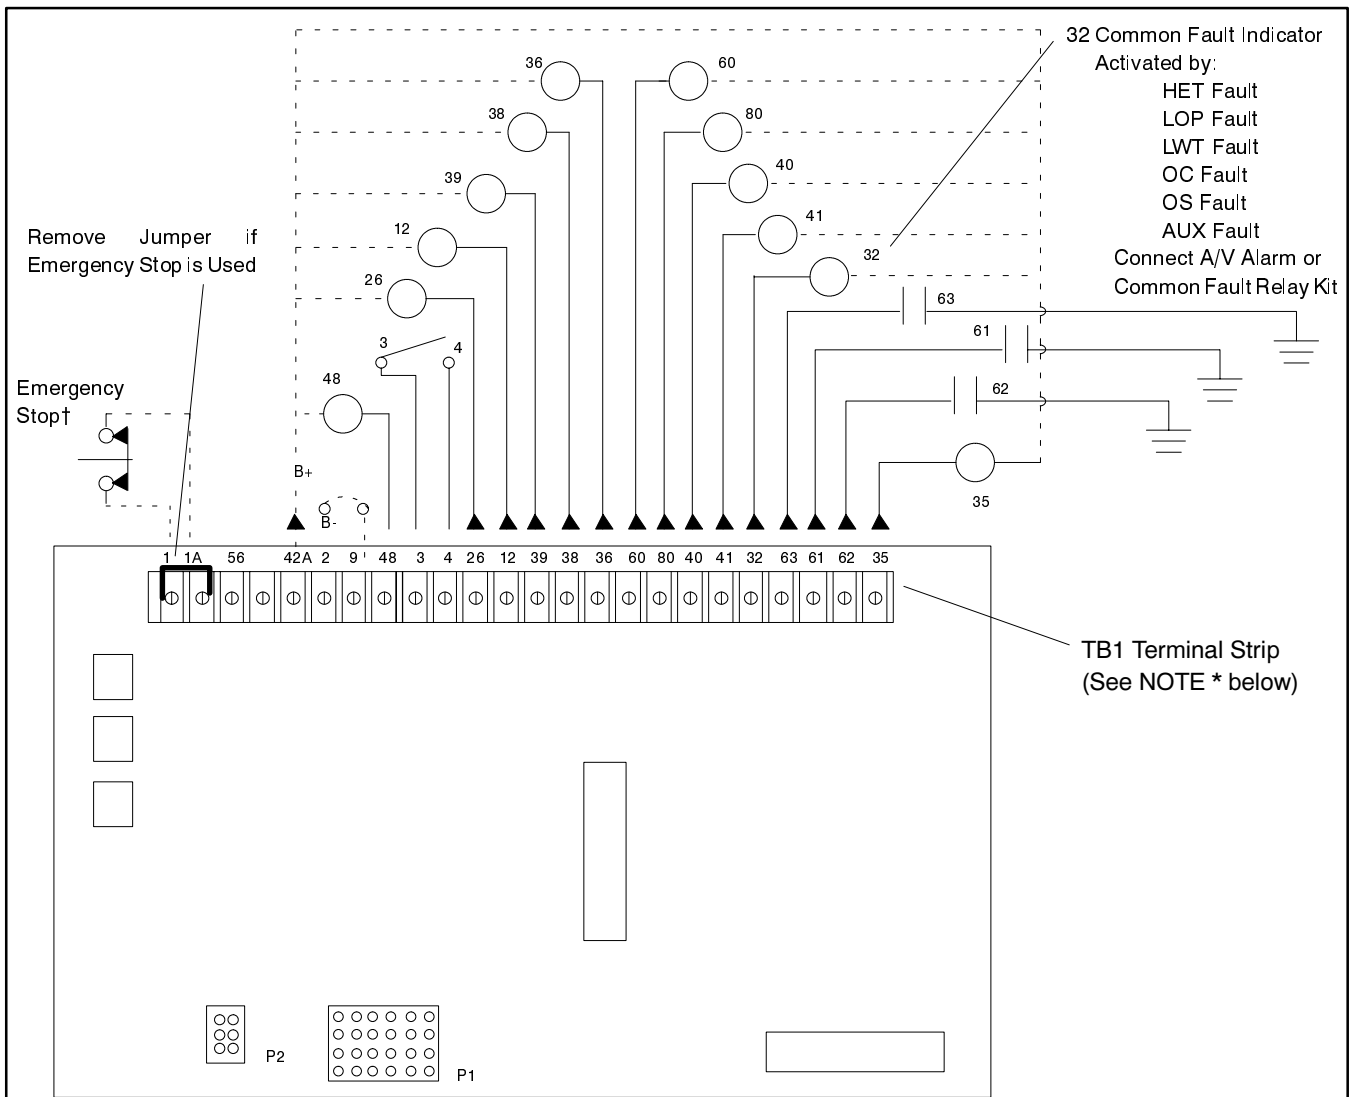 32 Common Fault Indicator
Activated by:
HET Fault
LOP Fault
LWT Fault
OC Fault
OS Fault
AUX Fault
Connect A/V Alarm or
Common Fault Relay Kit
36
60
38
80
39
40
12
41
26
32
63
61
3
4
62
48
35
Remove Jumper if
Emergency Stop is Used
Emergency
Stop†
B+
B-
1 1A 56 42A 2 9 48 3 4 26 12 39 38 36 60 80 40 41 32 63 61 62 35
TB1 Terminal Strip
(See NOTE * below)
P2
P1